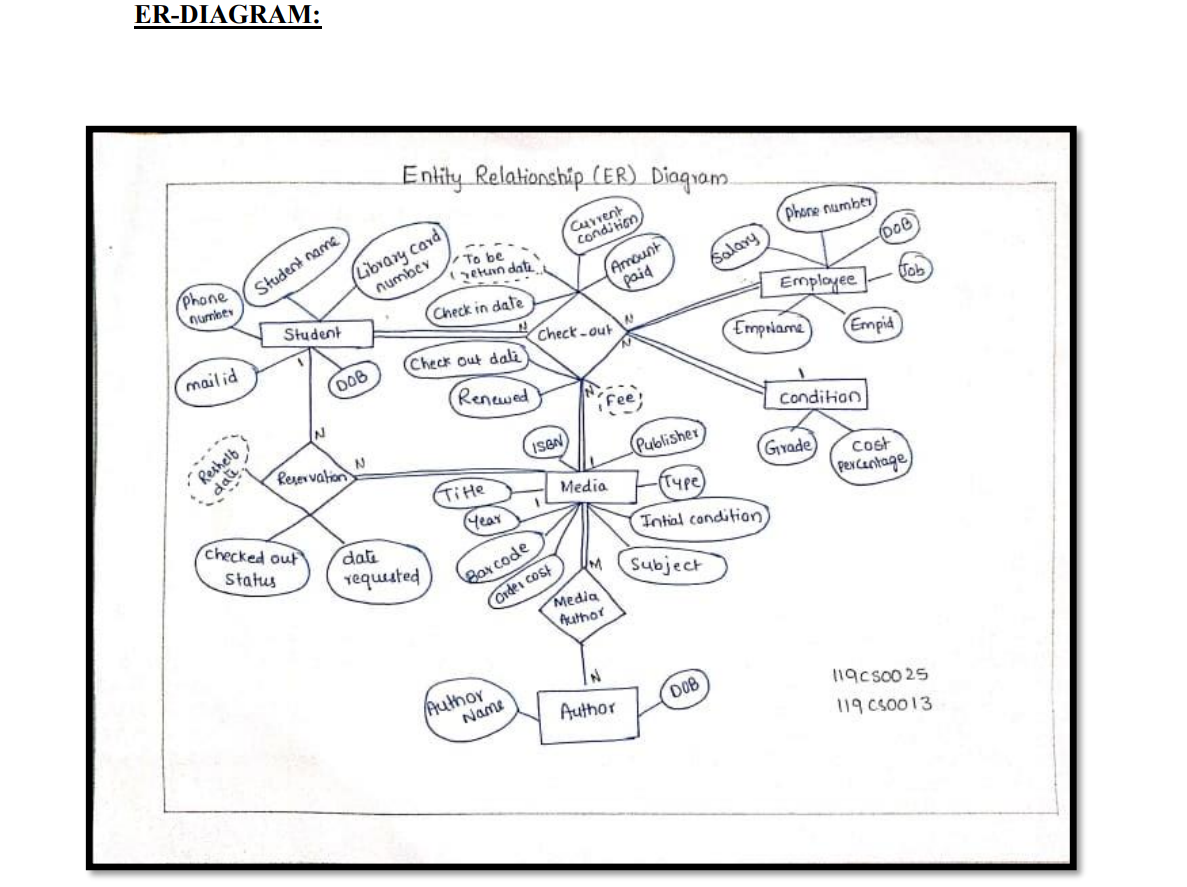 ER-DIAGRAM:
Entity Relationship (ER) Diagram
Current
condition
Phone number
Student name
Library Card
number
To be
return date
Amount
paid
Salary
DOB
Phone
number
Check in date
Employee
Job
Student
N
Check-out
N
N
EmpName
Empid
mail id
1
DOB
Check out date
Renewed
N
Fee
1
Condition
N
ISBN
Publisher
Grade
Cost
percentage
date
Reservation
N
1
Title
Media
Type
1
Year
Intial condition
Barcode
Order cost
Subject
Checked out
Status
date
requested
M
Media
Author
N
Author
Name
Author
DOB
119CS0025
119CS0013